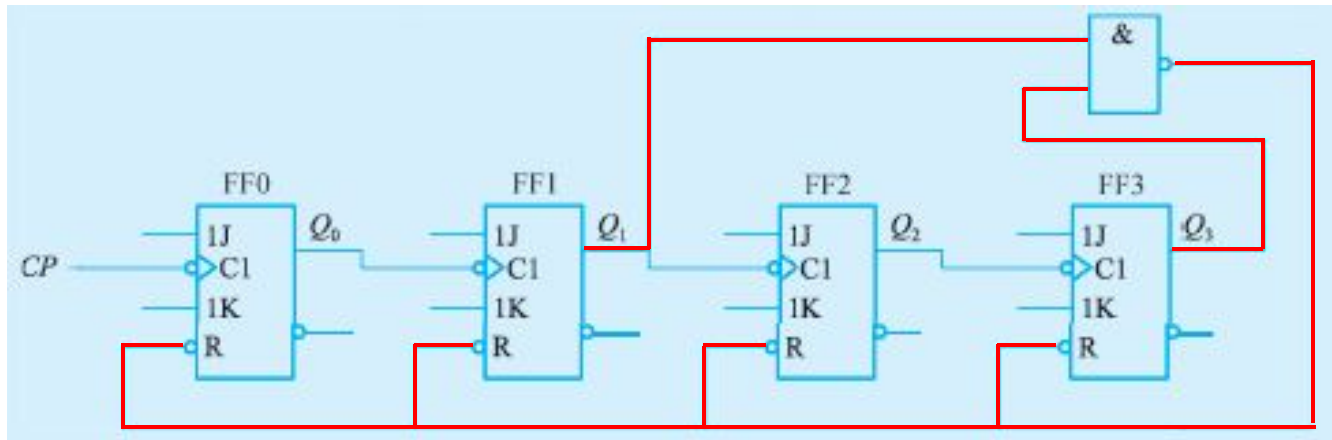 &
FF0 FF1 FF2 FF3
1J Q₀ 1J Q₁ 1J Q₂ 1J Q₃
CP C1 C1 C1 C1
1K 1K 1K 1K
R R R R